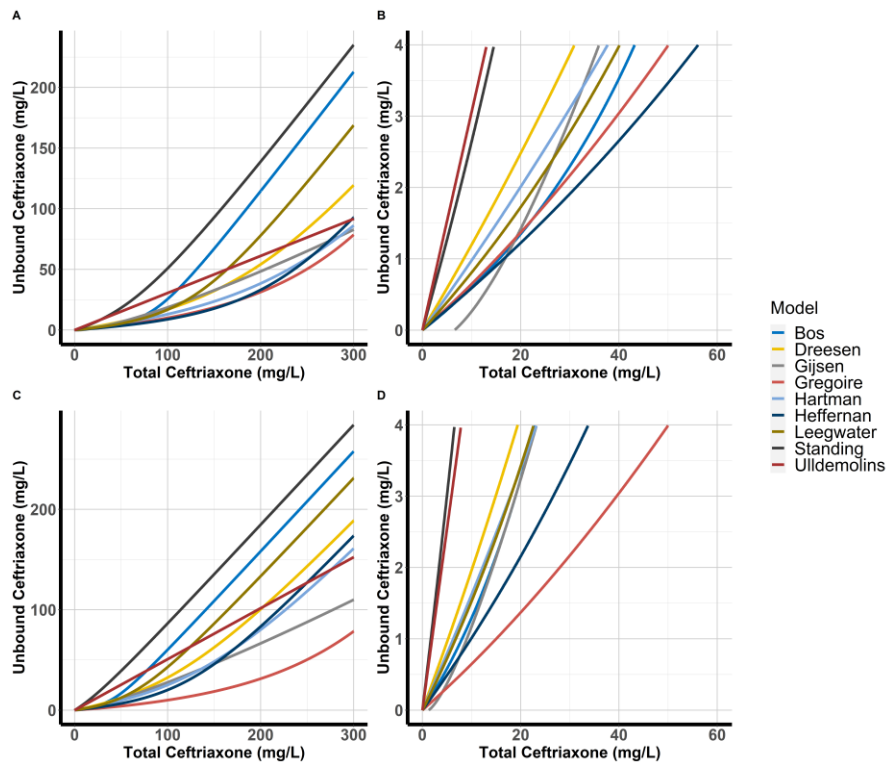 A
Unbound Ceftriaxone (mg/L)
200
150
100
50
0
0 100 200 300
Total Ceftriaxone (mg/L)
B
Unbound Ceftriaxone (mg/L)
4
3
2
1
0
0 20 40 60
Total Ceftriaxone (mg/L)
C
Unbound Ceftriaxone (mg/L)
200
100
0
0 100 200 300
Total Ceftriaxone (mg/L)
D
Unbound Ceftriaxone (mg/L)
4
3
2
1
0
0 20 40 60
Total Ceftriaxone (mg/L)
Model
Bos
Dreesen
Gijsen
Gregoire
Hartman
Heffernan
Leegwater
Standing
Ulldemolins